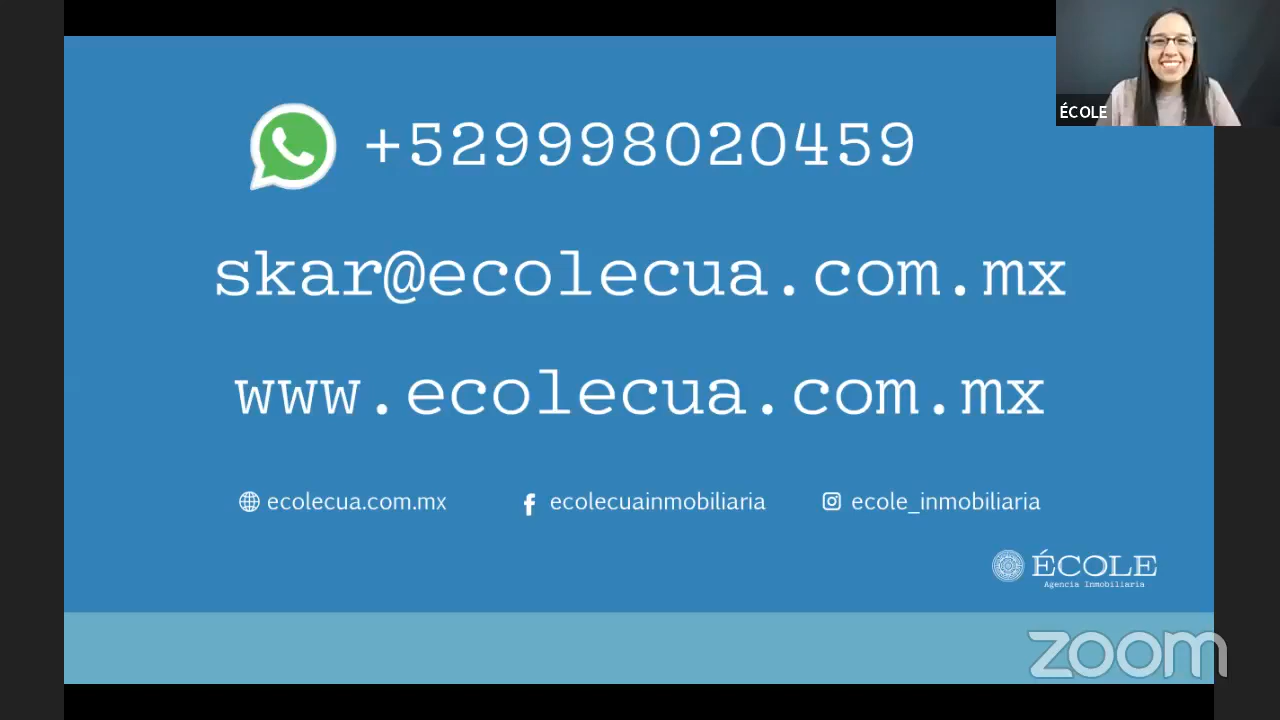 ÉCOLE
+529998020459
skar@ecolecua.com.mx
www.ecolecua.com.mx
ecolecua.com.mx ecolecuainmobiliaria ecole_inmobiliaria
ÉCOLE
Agencia Inmobiliaria
zoom